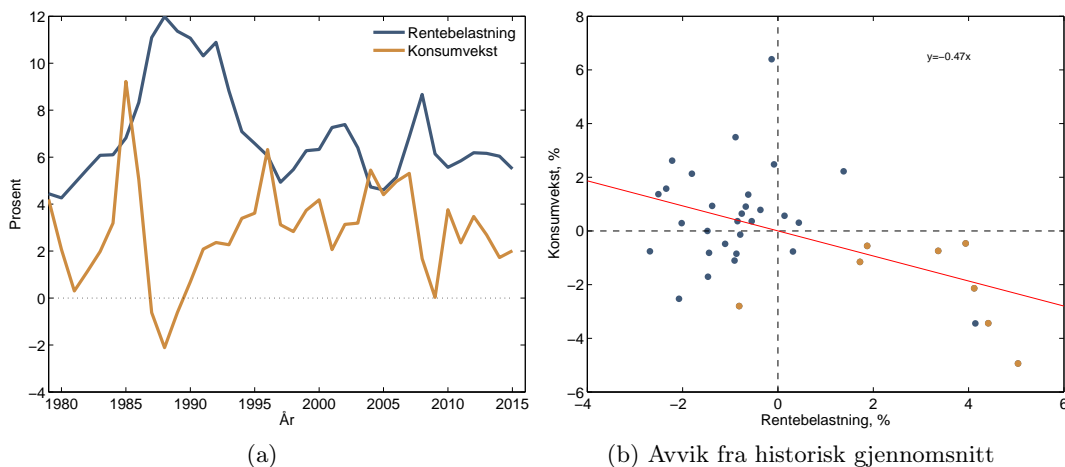 12
10
8
6
4
2
0
−2
−4
Prosent
Rentebelastning
Konsumvekst
1980 1985 1990 1995 2000 2005 2010 2015
År
(a)
8
6
4
2
0
−2
−4
−6
Konsumvekst, %
y=−0.47x
−4 −2 0 2 4 6
Rentebelastning, %
(b) Avvik fra historisk gjennomsnitt